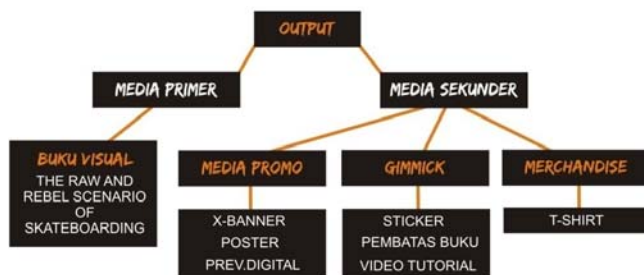 OUTPUT
MEDIA PRIMER
MEDIA SEKUNDER
BUKU VISUAL
THE RAW AND
REBEL SCENARIO
OF
SKATEBOARDING
MEDIA PROMO
X-BANNER
POSTER
PREV.DIGITAL
GIMMICK
STICKER
PEMBATAS BUKU
VIDEO TUTORIAL
MERCHANDISE
T-SHIRT